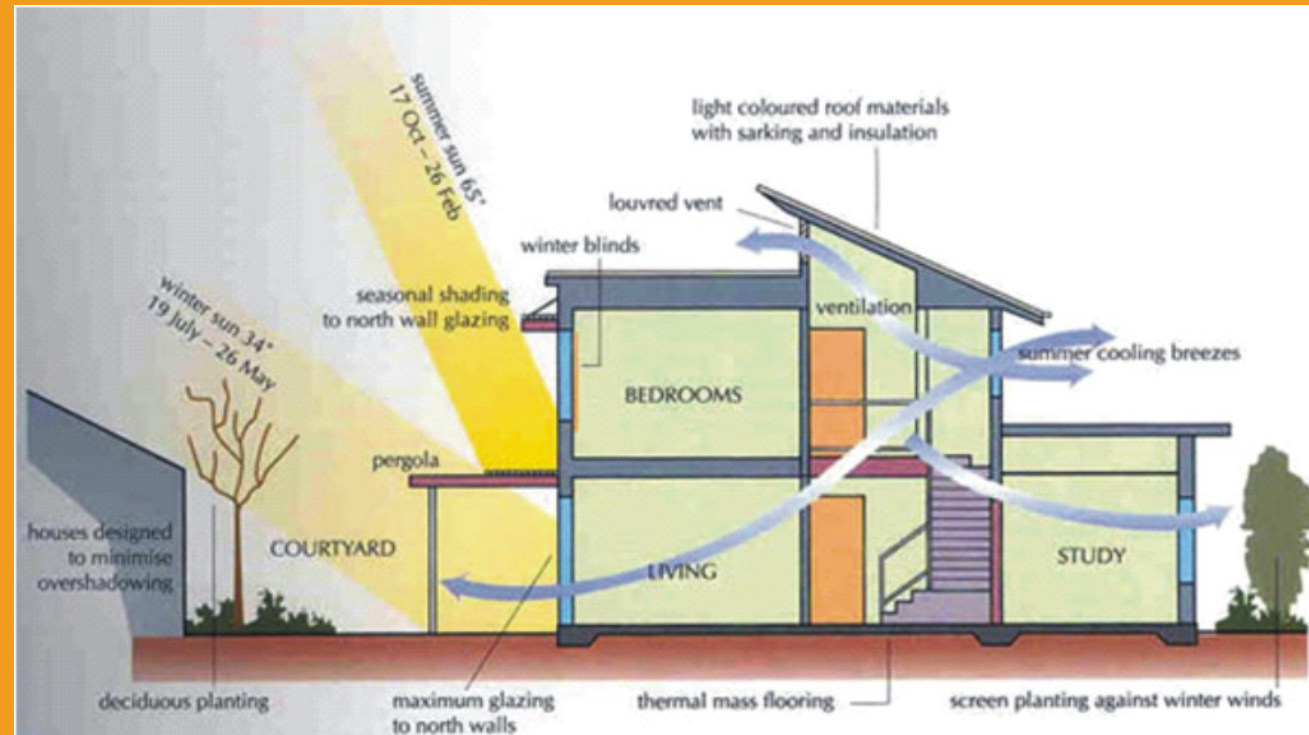 summer sun 65°
17 Oct – 26 Feb
light coloured roof materials
with sarking and insulation
louvred vent
winter blinds
winter sun 34°
19 July – 26 May
seasonal shading
to north wall glazing
ventilation
summer cooling breezes
BEDROOMS
pergola
houses designed
to minimise
overshadowing
COURTYARD
LIVING
STUDY
deciduous planting
maximum glazing
to north walls
thermal mass flooring
screen planting against winter winds